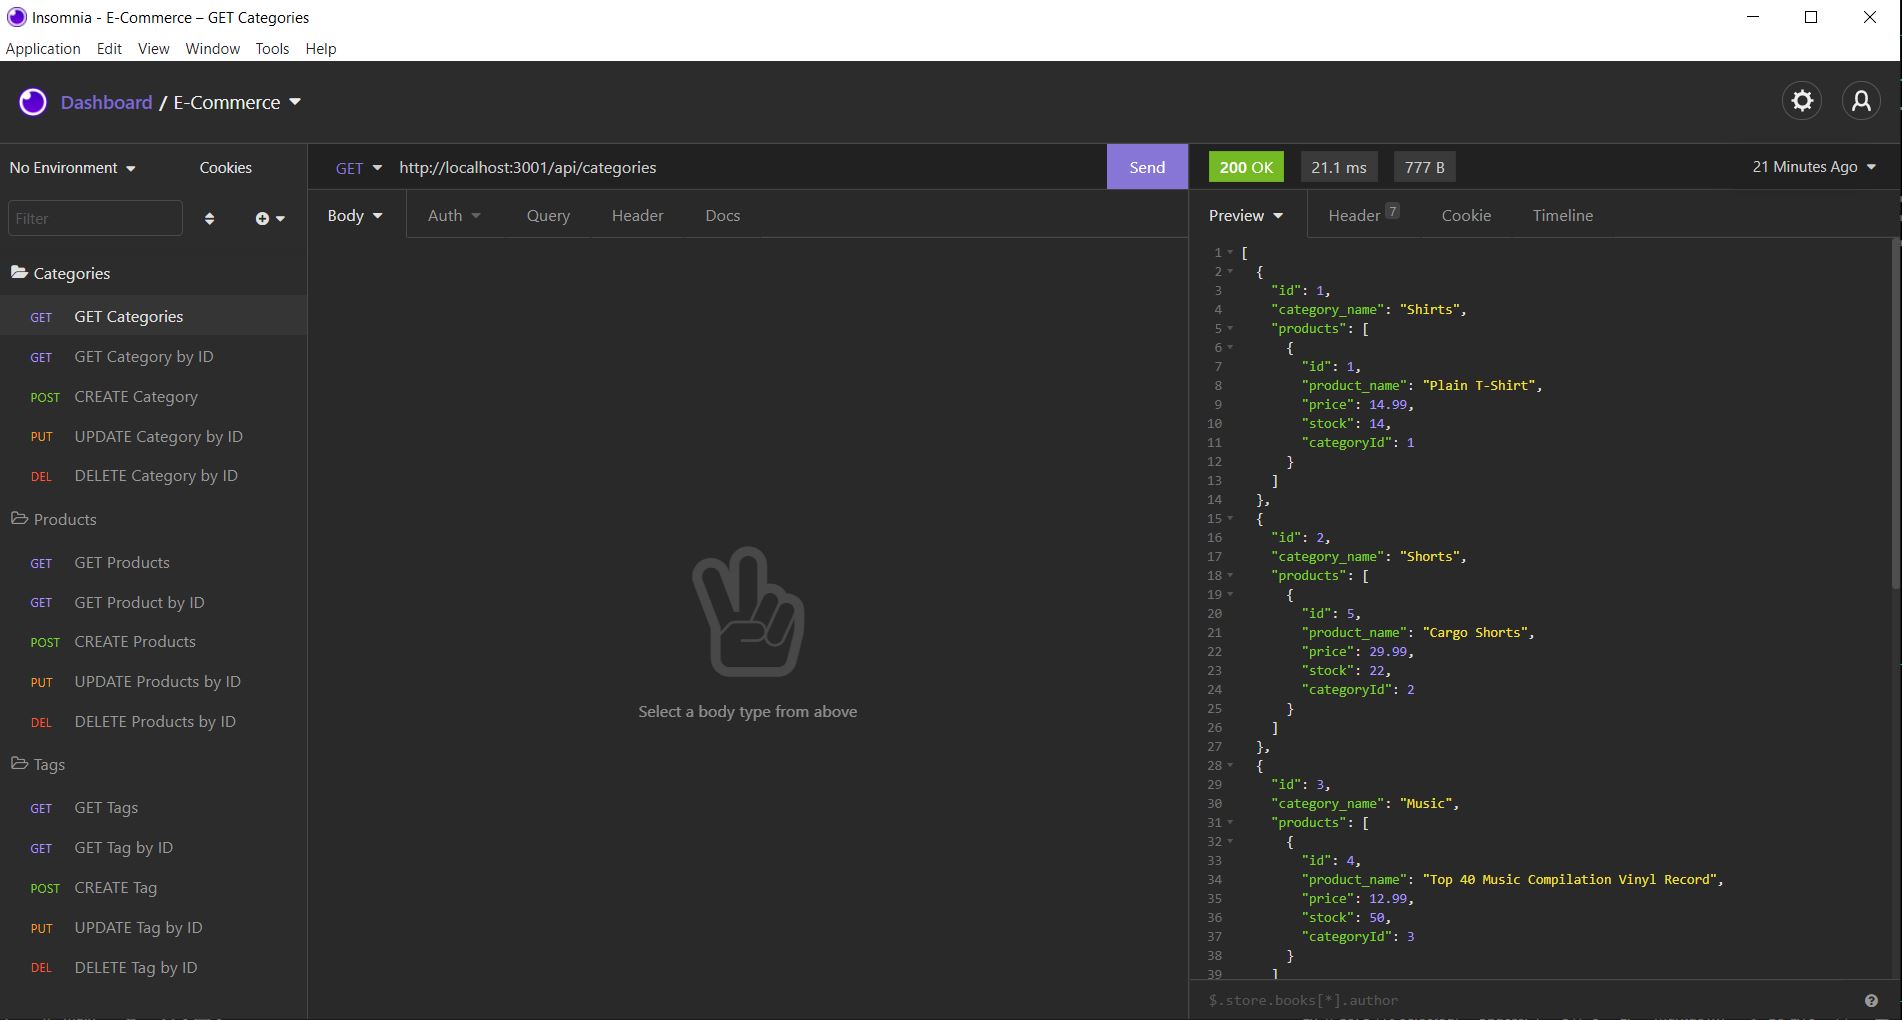 Insomnia - E-Commerce – GET Categories
Application Edit View Window Tools Help
Dashboard / E-Commerce
No Environment Cookies
GET http://localhost:3001/api/categories Send
200 OK 21.1 ms 777 B 21 Minutes Ago
Filter
Body Auth Query Header Docs
Preview Header 7 Cookie Timeline
Categories
GET GET Categories
GET GET Category by ID
POST CREATE Category
PUT UPDATE Category by ID
DEL DELETE Category by ID
Products
GET GET Products
GET GET Product by ID
POST CREATE Products
PUT UPDATE Products by ID
DEL DELETE Products by ID
Tags
GET GET Tags
GET GET Tag by ID
POST CREATE Tag
PUT UPDATE Tag by ID
DEL DELETE Tag by ID
Select a body type from above
1 [
2 {
3 "id": 1,
4 "category_name": "Shirts",
5 "products": [
6 {
7 "id": 1,
8 "product_name": "Plain T-Shirt",
9 "price": 14.99,
10 "stock": 14,
11 "categoryId": 1
12 }
13 ]
14 },
15 {
16 "id": 2,
17 "category_name": "Shorts",
18 "products": [
19 {
20 "id": 5,
21 "product_name": "Cargo Shorts",
22 "price": 29.99,
23 "stock": 22,
24 "categoryId": 2
25 }
26 ]
27 },
28 {
29 "id": 3,
30 "category_name": "Music",
31 "products": [
32 {
33 "id": 4,
34 "product_name": "Top 40 Music Compilation Vinyl Record",
35 "price": 12.99,
36 "stock": 50,
37 "categoryId": 3
38 }
39 ]
$.store.books[*].author